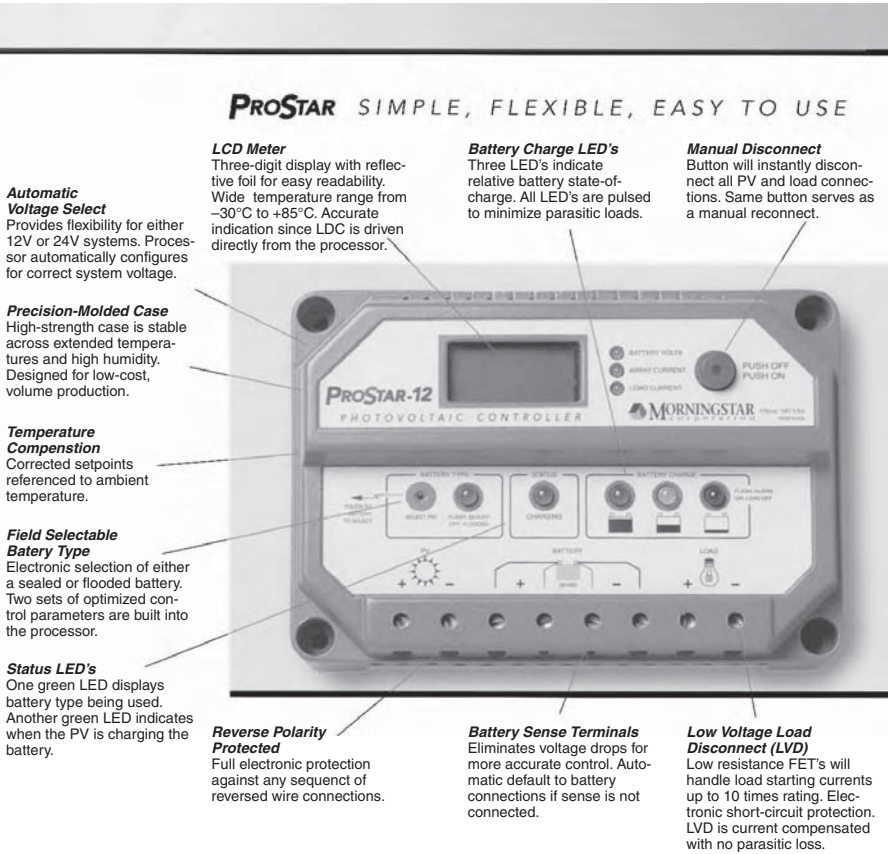 PROSTAR SIMPLE, FLEXIBLE, EASY TO USE
LCD Meter
Three-digit display with reflec-
tive foil for easy readability.
Wide temperature range from
–30°C to +85°C. Accurate
indication since LDC is driven
directly from the processor.
Battery Charge LED's
Three LED's indicate
relative battery state-of-
charge. All LED's are pulsed
to minimize parasitic loads.
Manual Disconnect
Button will instantly discon-
nect all PV and load connec-
tions. Same button serves as
a manual reconnect.
Automatic
Voltage Select
Provides flexibility for either
12V or 24V systems. Proces-
sor automatically configures
for correct system voltage.
Precision-Molded Case
High-strength case is stable
across extended tempera-
tures and high humidity.
Designed for low-cost,
volume production.
Temperature
Compenstion
Corrected setpoints
referenced to ambient
temperature.
Field Selectable
Batery Type
Electronic selection of either
a sealed or flooded battery.
Two sets of optimized con-
trol parameters are built into
the processor.
Status LED's
One green LED displays
battery type being used.
Another green LED indicates
when the PV is charging the
battery.
BATTERY VOLTS
ARRAY CURRENT
LOAD CURRENT
PUSH OFF
PUSH ON
PROSTAR-12
PHOTOVOLTAIC CONTROLLER
MORNINGSTAR
corporation
BATTERY TYPE
STATUS
BATTERY CHARGE
SELECT PIN
CHARGING
PV
BATTERY
LOAD
+ − + − + −
Reverse Polarity
Protected
Full electronic protection
against any sequenct of
reversed wire connections.
Battery Sense Terminals
Eliminates voltage drops for
more accurate control. Auto-
matic default to battery
connections if sense is not
connected.
Low Voltage Load
Disconnect (LVD)
Low resistance FET's will
handle load starting currents
up to 10 times rating. Elec-
tronic short-circuit protection.
LVD is current compensated
with no parasitic loss.